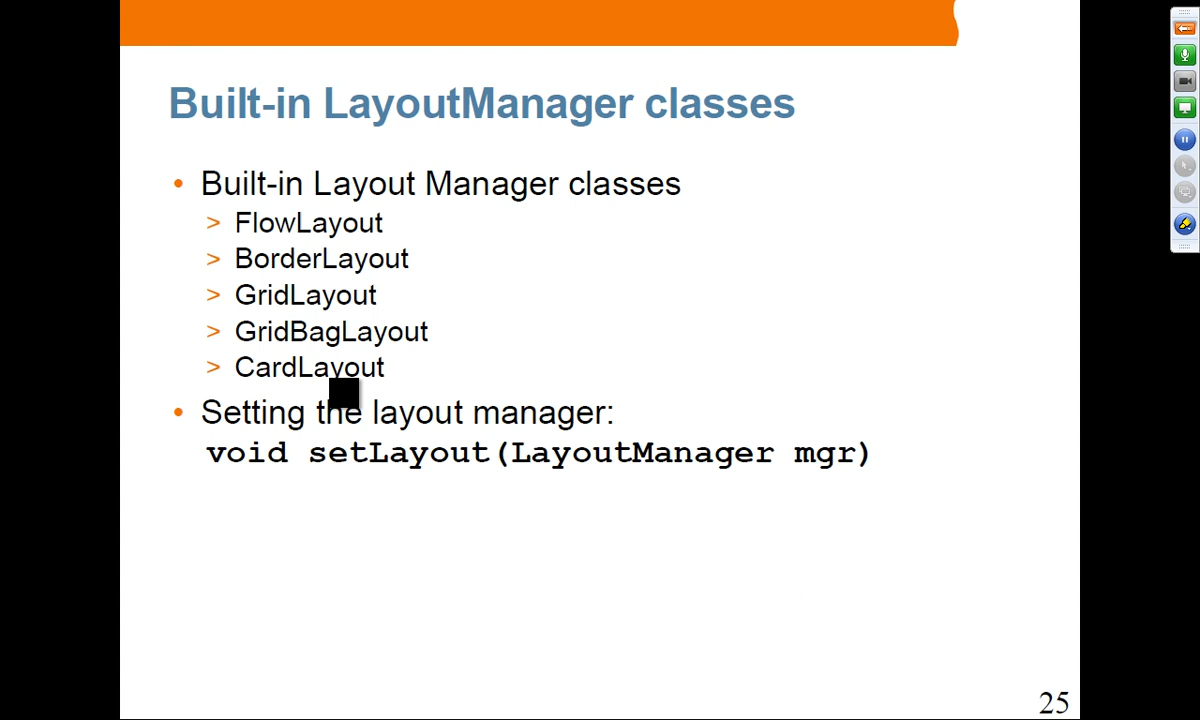 Built-in LayoutManager classes
• Built-in Layout Manager classes
> FlowLayout
> BorderLayout
> GridLayout
> GridBagLayout
> CardLayout
• Setting the layout manager:
void setLayout(LayoutManager mgr)
25